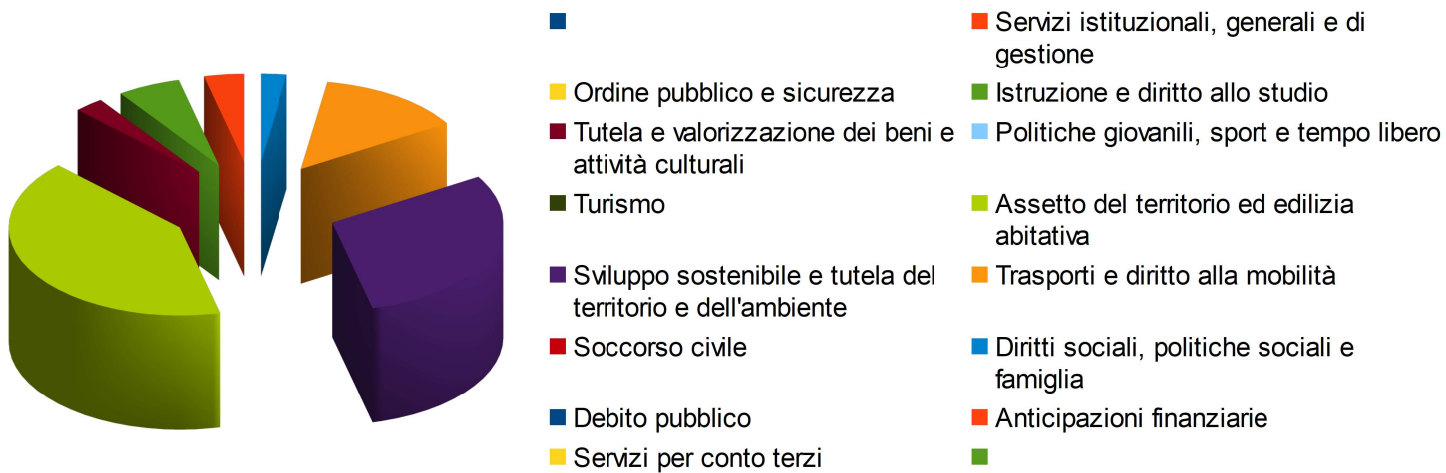 Servizi istituzionali, generali e di
gestione
Ordine pubblico e sicurezza
Istruzione e diritto allo studio
Tutela e valorizzazione dei beni e
attività culturali
Politiche giovanili, sport e tempo libero
Turismo
Assetto del territorio ed edilizia
abitativa
Sviluppo sostenibile e tutela del
territorio e dell'ambiente
Trasporti e diritto alla mobilità
Soccorso civile
Diritti sociali, politiche sociali e
famiglia
Debito pubblico
Anticipazioni finanziarie
Servizi per conto terzi